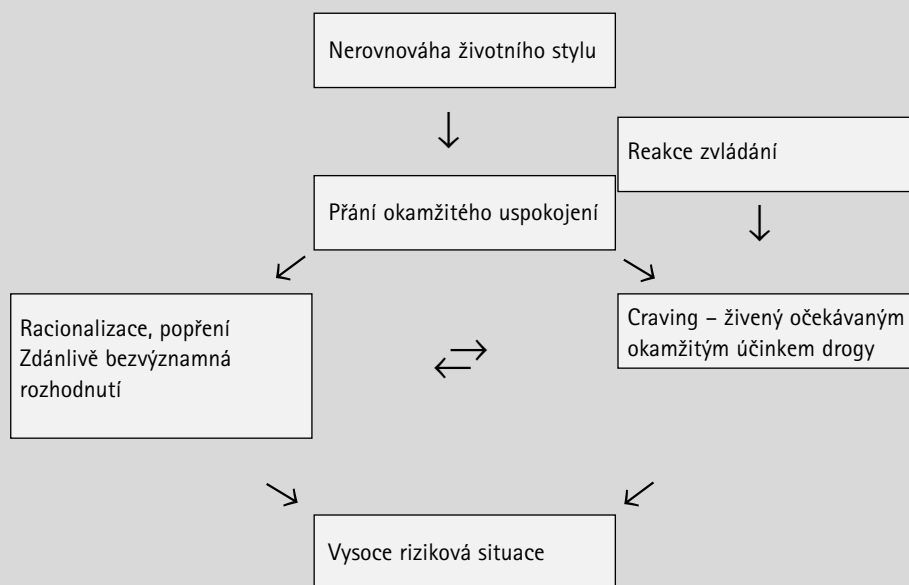 Nerovnováha životního stylu
Reakce zvládání
Přání okamžitého uspokojení
Racionalizace, popření
Zdánlivě bezvýznamná
rozhodnutí
Craving – živený očekávaným
okamžitým účinkem drogy
Vysoce riziková situace